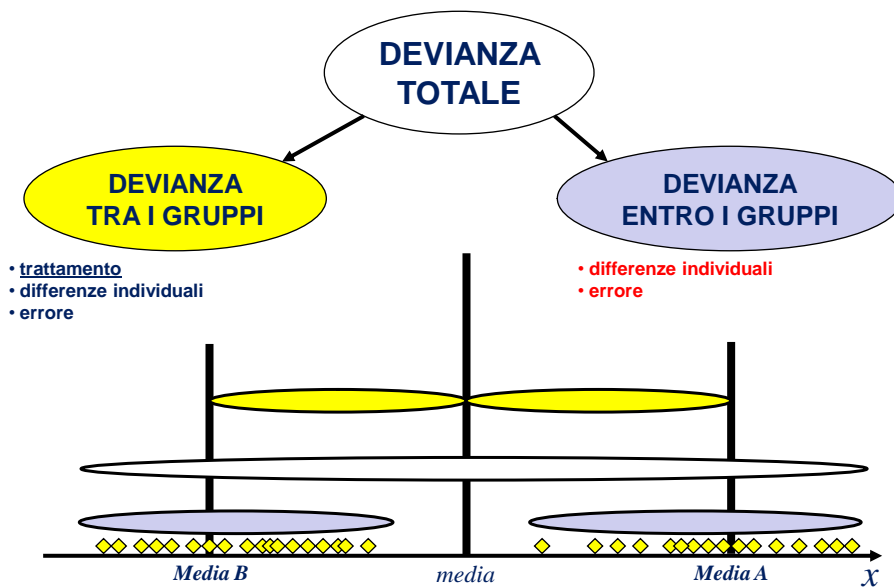 DEVIANZA
TOTALE
DEVIANZA
TRA I GRUPPI
DEVIANZA
ENTRO I GRUPPI
• trattamento
• differenze individuali
• errore
• differenze individuali
• errore
Media B
media
Media A
x